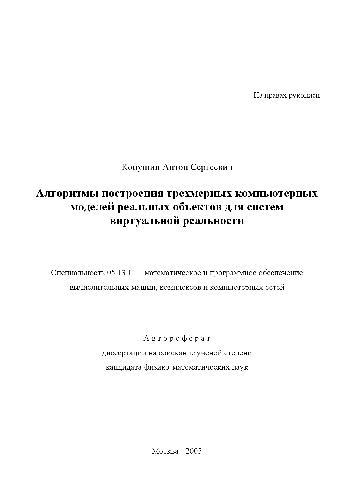 На правах рукописи
Конушин Антон Сергеевич
Алгоритмы построения трехмерных компьютерных
моделей реальных объектов для систем
виртуальной реальности
Специальность 05.13.11 — математическое и программное обеспечение
вычислительных машин, комплексов и компьютерных сетей
Автореферат
диссертации на соискание ученой степени
кандидата физико-математических наук
Москва - 2005